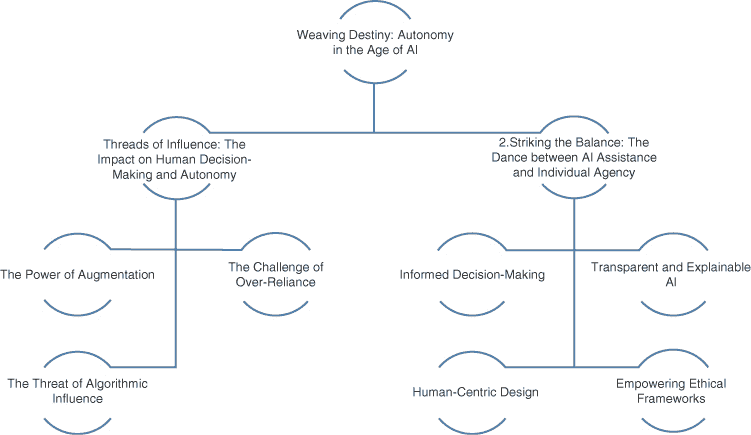 Weaving Destiny: Autonomy
in the Age of AI
Threads of Influence: The
Impact on Human Decision-
Making and Autonomy
2.Striking the Balance: The
Dance between AI Assistance
and Individual Agency
The Power of Augmentation
The Challenge of
Over-Reliance
Informed Decision-Making
Transparent and Explainable
AI
The Threat of Algorithmic
Influence
Human-Centric Design
Empowering Ethical
Frameworks